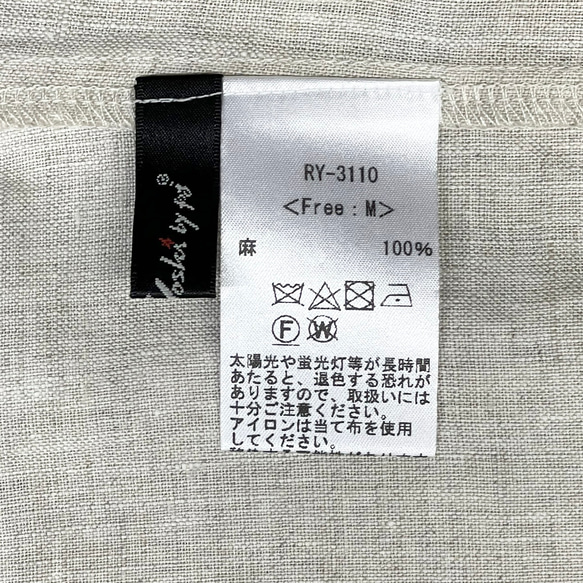 RY-3110
<Free : M>
麻 100%
F
W
太陽光や蛍光灯等が長時間
あたると、退色する恐れが
ありますので、取扱いには
十分ご注意ください。
アイロンは当て布を使用
してください。